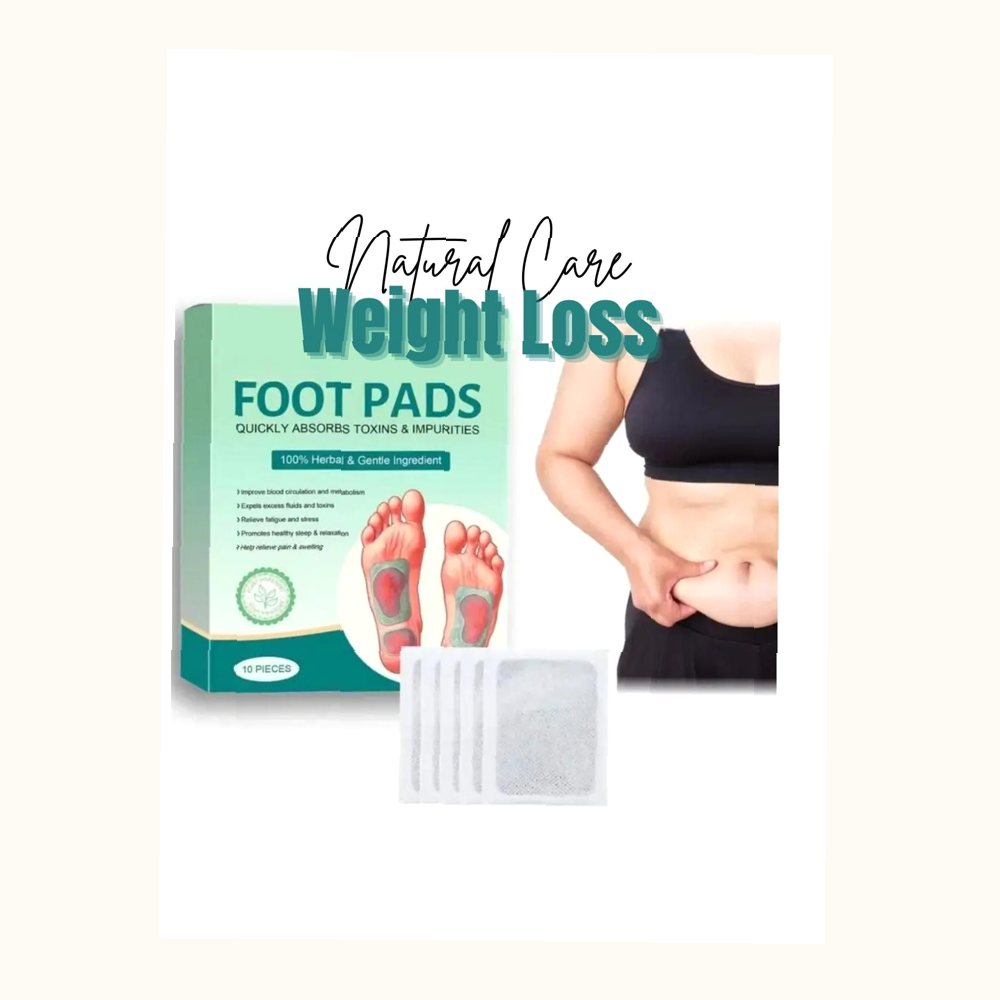 Natural Care
Weight Loss
FOOT PADS
QUICKLY ABSORBS TOXINS & IMPURITIES
100% Herbal & Gentle Ingredient
Improve blood circulation and metabolism
Expels excess fluids and toxins
Relieve fatigue and stress
Promotes healthy sleep & relaxation
Help relieve pain & swelling
10 PIECES